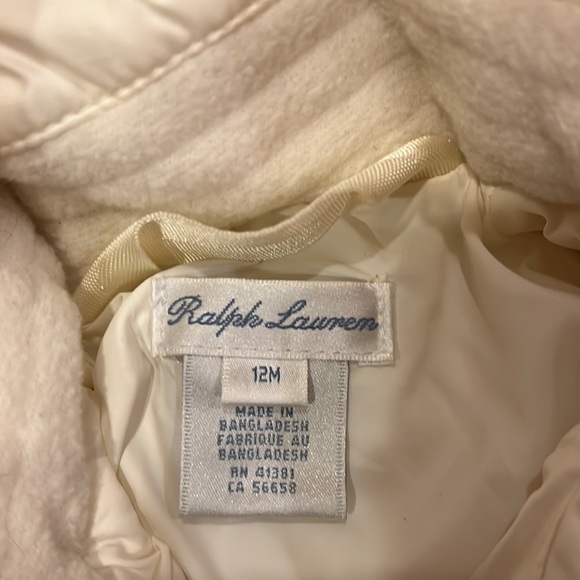 Ralph Lauren
12M
MADE IN
BANGLADESH
FABRIQUE AU
BANGLADESH
RN 41381
CA 56658